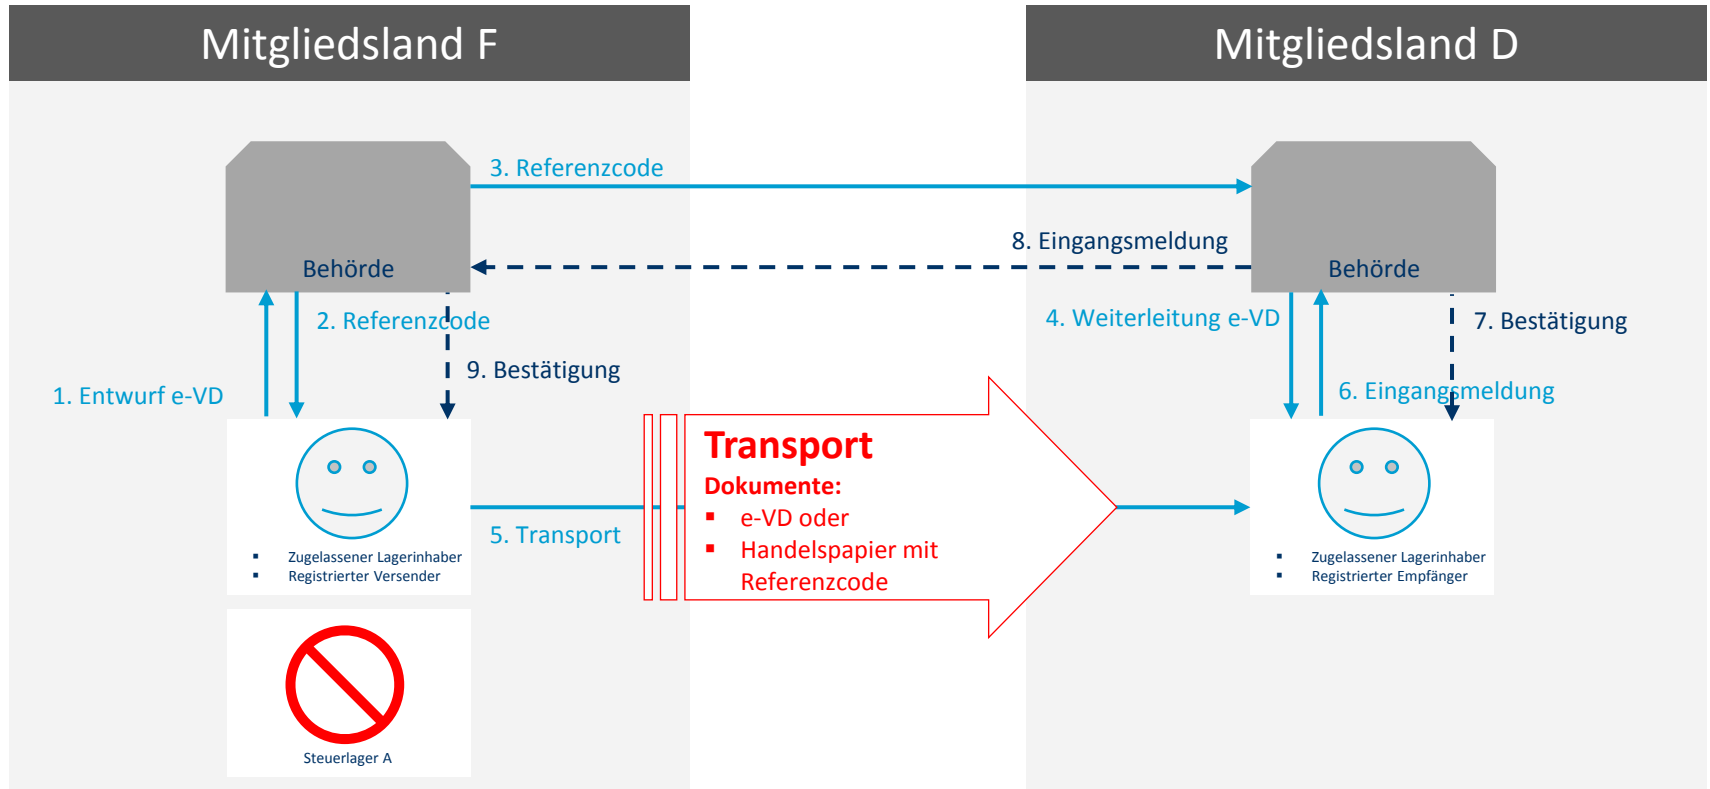 Mitgliedsland F
Mitgliedsland D
3. Referenzcode
8. Eingangsmeldung
Behörde
Behörde
2. Referenzcode
4. Weiterleitung e-VD
7. Bestätigung
9. Bestätigung
1. Entwurf e-VD
6. Eingangsmeldung
Transport
Dokumente:
▪ e-VD oder
▪ Handelspapier mit
Referenzcode
5. Transport
▪ Zugelassener Lagerinhaber
▪ Registrierter Versender
▪ Zugelassener Lagerinhaber
▪ Registrierter Empfänger
Steuerlager A